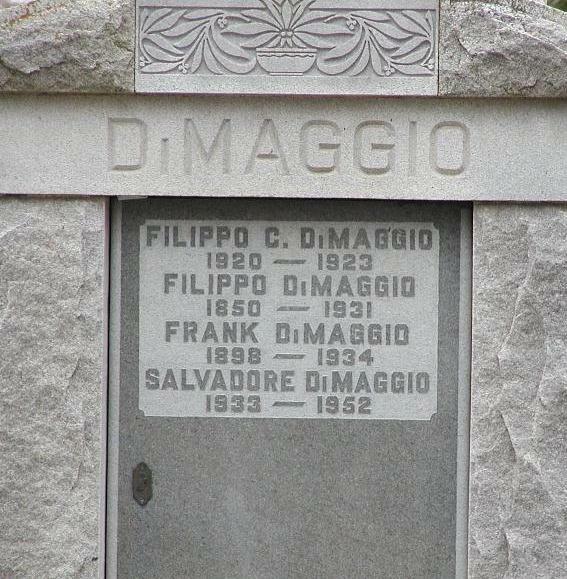 DiMAGGIO
FILIPPO C. DiMAGGIO
1920 — 1923
FILIPPO DiMAGGIO
1850 — 1931
FRANK DiMAGGIO
1898 — 1934
SALVADORE DiMAGGIO
1933 — 1952